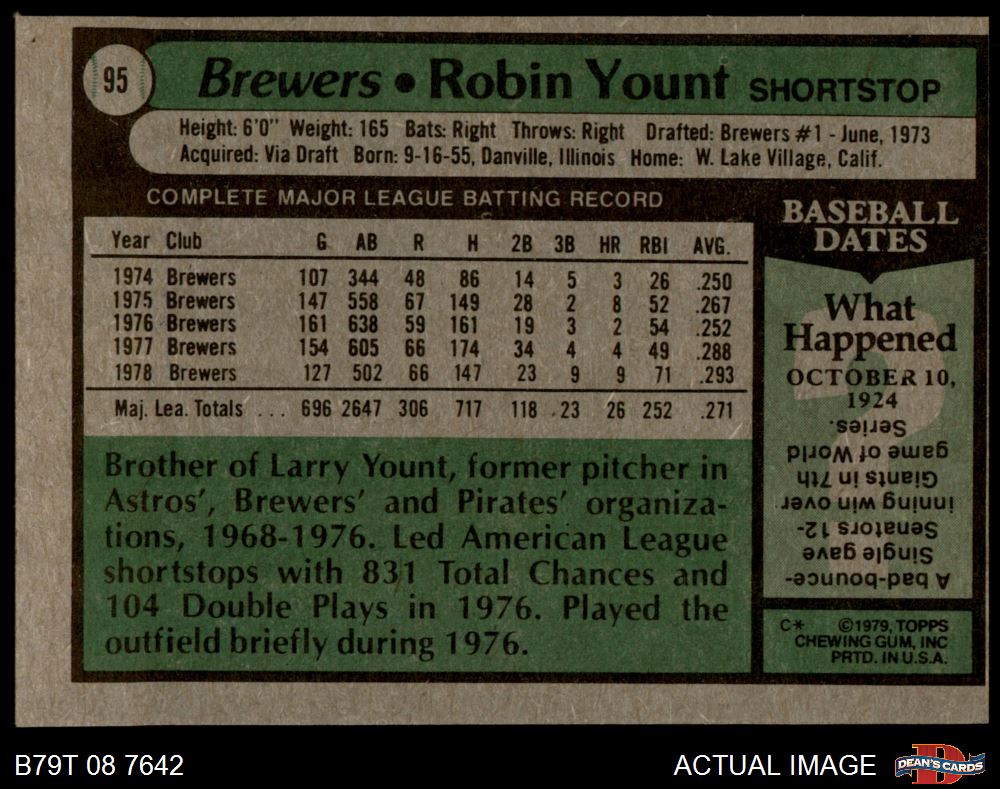 95
Brewers • Robin Yount SHORTSTOP
Height: 6'0" Weight: 165 Bats: Right Throws: Right Drafted: Brewers #1 - June, 1973
Acquired: Via Draft Born: 9-16-55, Danville, Illinois Home: W. Lake Village, Calif.
COMPLETE MAJOR LEAGUE BATTING RECORD
Year Club G AB R H 2B 3B HR RBI AVG.
1974 Brewers 107 344 48 86 14 5 3 26 .250
1975 Brewers 147 558 67 149 28 2 8 52 .267
1976 Brewers 161 638 59 161 19 3 2 54 .252
1977 Brewers 154 605 66 174 34 4 4 49 .288
1978 Brewers 127 502 66 147 23 9 9 71 .293
Maj. Lea. Totals ... 696 2647 306 717 118 23 26 252 .271
Brother of Larry Yount, former pitcher in
Astros', Brewers' and Pirates' organiza-
tions, 1968-1976. Led American League
shortstops with 831 Total Chances and
104 Double Plays in 1976. Played the
outfield briefly during 1976.
BASEBALL
DATES
What
Happened
OCTOBER 10,
1924
A bad-bounce-
Single gave
Senators 12-
inning win over
Giants in 7th
game of World
Series.
C* ©1979, TOPPS
CHEWING GUM, INC
PRTD. IN U.S.A.
B79T 08 7642
ACTUAL IMAGE
DEAN'S CARDS